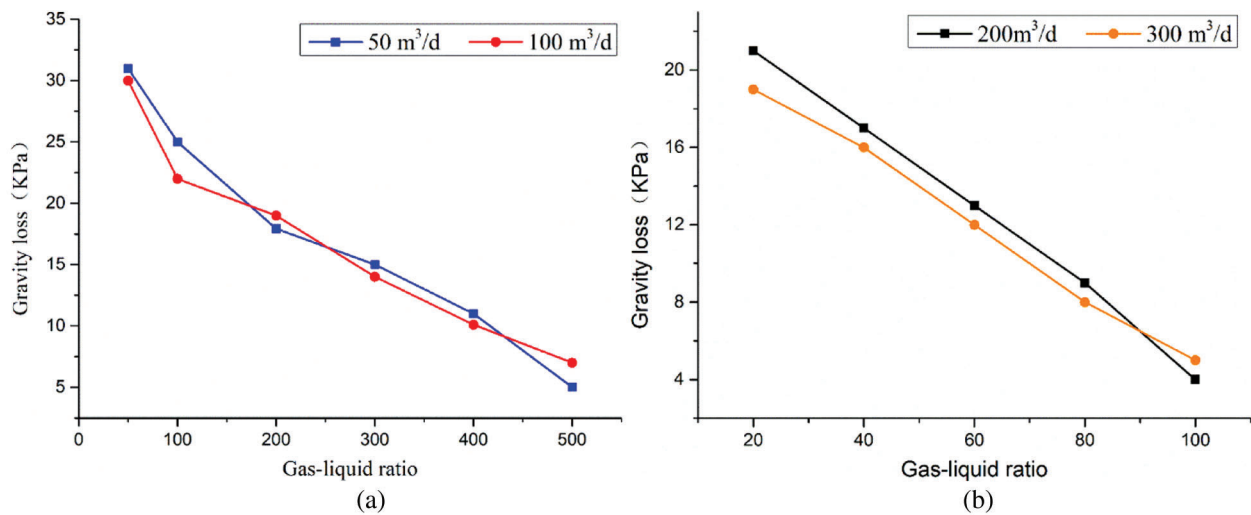 50 m³/d 100 m³/d
Gravity loss（KPa）
35
30
25
20
15
10
5
0 100 200 300 400 500
Gas-liquid ratio
(a)
200m³/d 300 m³/d
Gravity loss（KPa）
20
16
12
8
4
20 40 60 80 100
Gas-liquid ratio
(b)